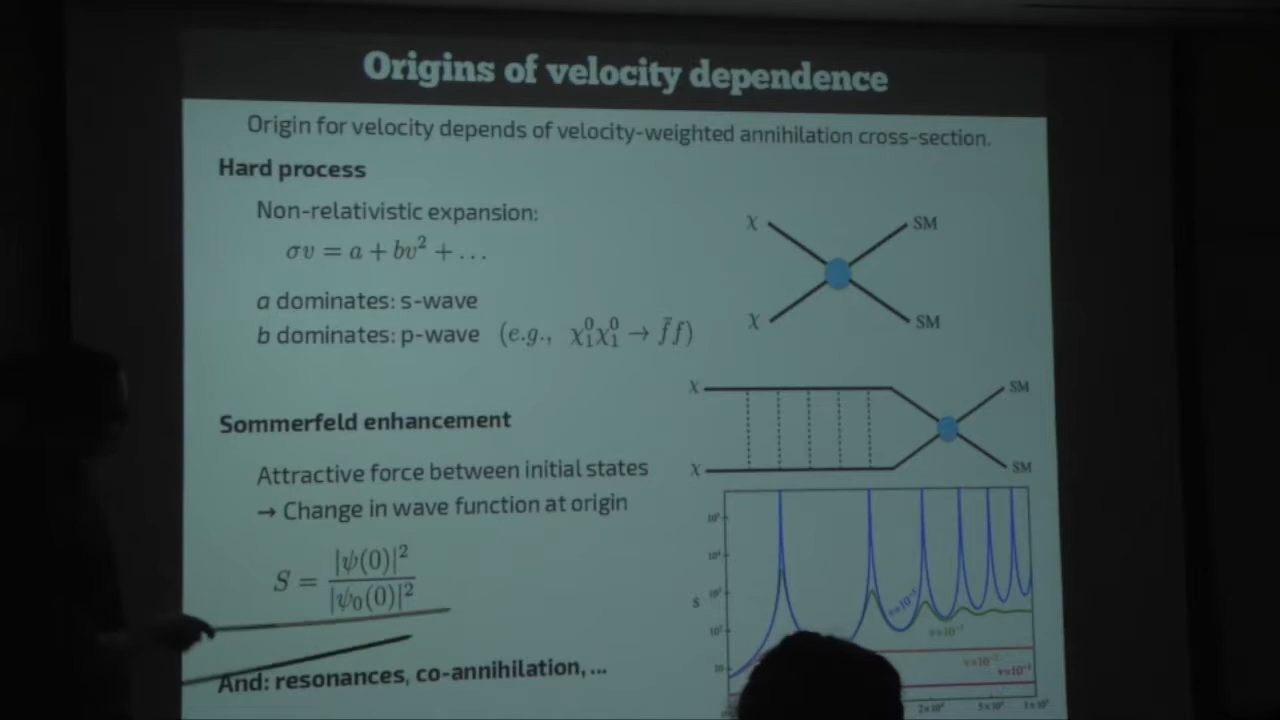 Origins of velocity dependence
Origin for velocity depends of velocity-weighted annihilation cross-section.
Hard process
Non-relativistic expansion:
σv = a + bv² + ...
a dominates: s-wave
b dominates: p-wave (e.g., χ₁⁰χ₁⁰ → f̄f)
χ SM
χ SM
Sommerfeld enhancement
Attractive force between initial states
→ Change in wave function at origin
S = |ψ(0)|² / |ψ₀(0)|²
And: resonances, co-annihilation, ...
χ SM
χ SM
S
10⁴
10